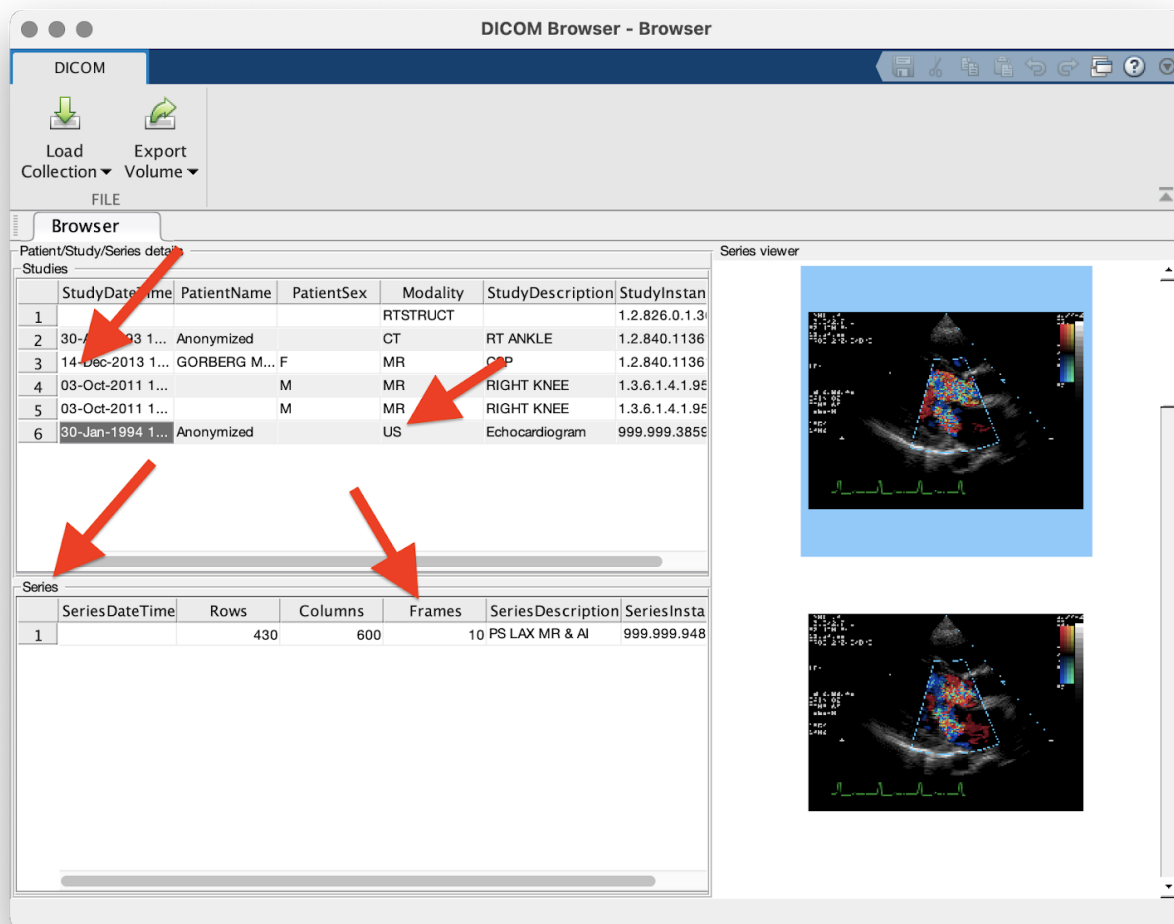 DICOM Browser - Browser
DICOM
Load Collection
Export Volume
FILE
Browser
Patient/Study/Series details
Studies
StudyDateTime PatientName PatientSex Modality StudyDescription StudyInstan
1 RTSTRUCT 1.2.826.0.1.3
2 30- 93 1... Anonymized CT RT ANKLE 1.2.840.1136
3 14-Dec-2013 1... GORBERG M... F MR 1.2.840.1136
4 03-Oct-2011 1... M MR RIGHT KNEE 1.3.6.1.4.1.95
5 03-Oct-2011 1... M MR RIGHT KNEE 1.3.6.1.4.1.95
6 30-Jan-1994 1... Anonymized US Echocardiogram 999.999.3859
Series
SeriesDateTime Rows Columns Frames SeriesDescription SeriesInsta
1 430 600 10 PS LAX MR & AI 999.999.948
Series viewer